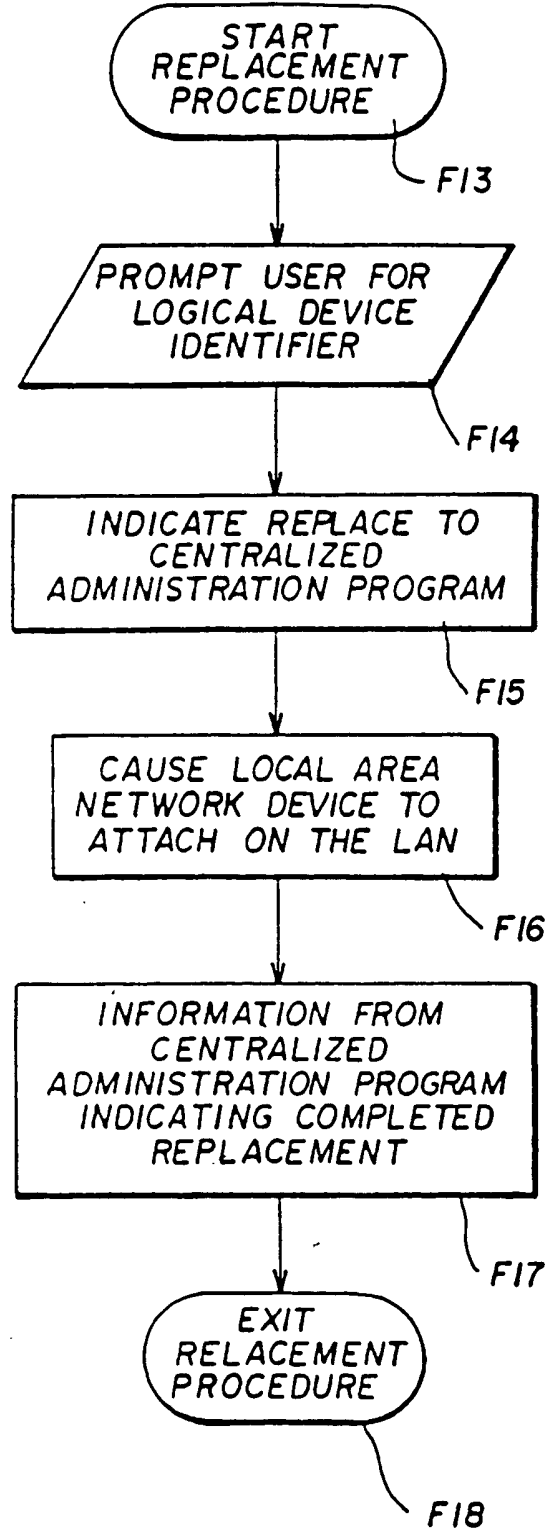 START
REPLACEMENT
PROCEDURE
F13
PROMPT USER FOR
LOGICAL DEVICE
IDENTIFIER
F14
INDICATE REPLACE TO
CENTRALIZED
ADMINISTRATION PROGRAM
F15
CAUSE LOCAL AREA
NETWORK DEVICE TO
ATTACH ON THE LAN
F16
INFORMATION FROM
CENTRALIZED
ADMINISTRATION PROGRAM
INDICATING COMPLETED
REPLACEMENT
F17
EXIT
RELACEMENT
PROCEDURE
F18